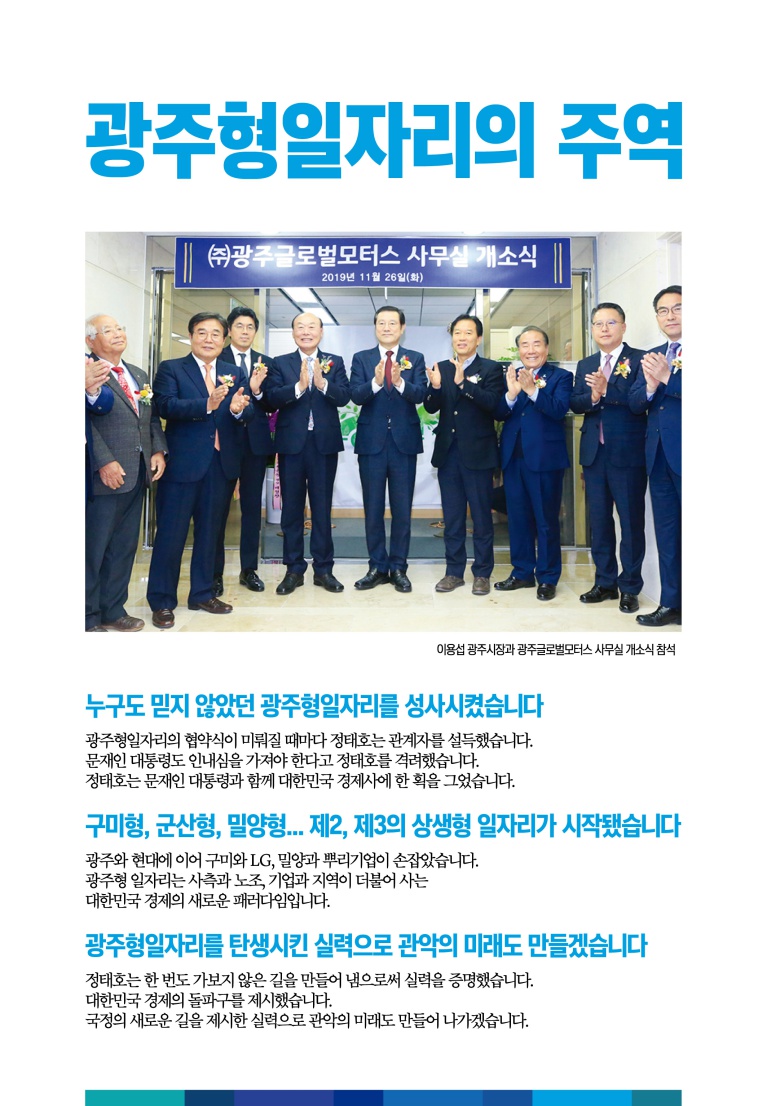 광주형일자리의 주역
㈜광주글로벌모터스 사무실 개소식
2019년 11월 26일(화)
이용섭 광주시장과 광주글로벌모터스 사무실 개소식 참석
누구도 믿지 않았던 광주형일자리를 성사시켰습니다
광주형일자리의 협약식이 미뤄질 때마다 정태호는 관계자를 설득했습니다.
문재인 대통령도 인내심을 가져야 한다고 정태호를 격려했습니다.
정태호는 문재인 대통령과 함께 대한민국 경제사에 한 획을 그었습니다.
구미형, 군산형, 밀양형... 제2, 제3의 상생형 일자리가 시작됐습니다
광주와 현대에 이어 구미와 LG, 밀양과 뿌리기업이 손잡았습니다.
광주형 일자리는 사측과 노조, 기업과 지역이 더불어 사는
대한민국 경제의 새로운 패러다임입니다.
광주형일자리를 탄생시킨 실력으로 관악의 미래도 만들겠습니다
정태호는 한 번도 가보지 않은 길을 만들어 냄으로써 실력을 증명했습니다.
대한민국 경제의 돌파구를 제시했습니다.
국정의 새로운 길을 제시한 실력으로 관악의 미래도 만들어 나가겠습니다.